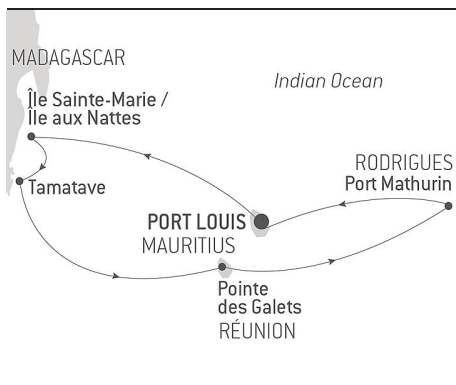 MADAGASCAR
Indian Ocean
Île Sainte-Marie /
Île aux Nattes
RODRIGUES
Port Mathurin
Tamatave
PORT LOUIS
MAURITIUS
Pointe
des Galets
RÉUNION